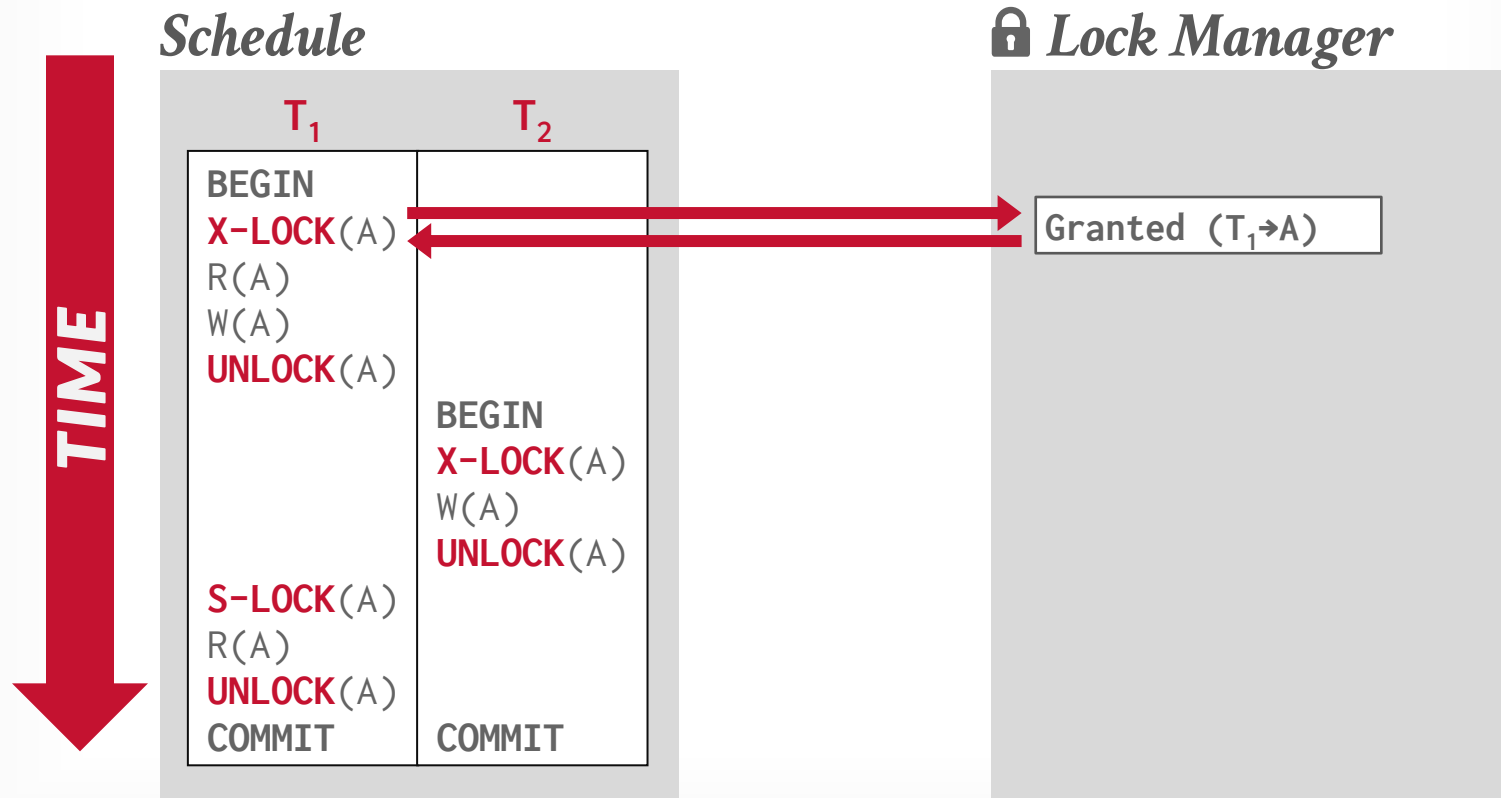 Schedule
Lock Manager
TIME
T₁ T₂
BEGIN
X-LOCK(A)
Granted (T₁→A)
R(A)
W(A)
UNLOCK(A)
BEGIN
X-LOCK(A)
W(A)
UNLOCK(A)
S-LOCK(A)
R(A)
UNLOCK(A)
COMMIT COMMIT